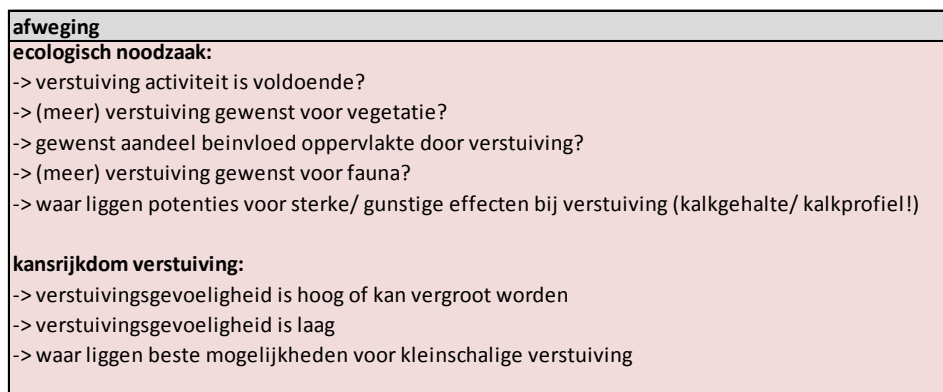 afweging
ecologisch noodzaak:
-> verstuiving activiteit is voldoende?
-> (meer) verstuiving gewenst voor vegetatie?
-> gewenst aandeel beinvloed oppervlakte door verstuiving?
-> (meer) verstuiving gewenst voor fauna?
-> waar liggen potenties voor sterke/ gunstige effecten bij verstuiving (kalkgehalte/ kalkprofiel!)
kansrijkdom verstuiving:
-> verstuivingsgevoeligheid is hoog of kan vergroot worden
-> verstuivingsgevoeligheid is laag
-> waar liggen beste mogelijkheden voor kleinschalige verstuiving